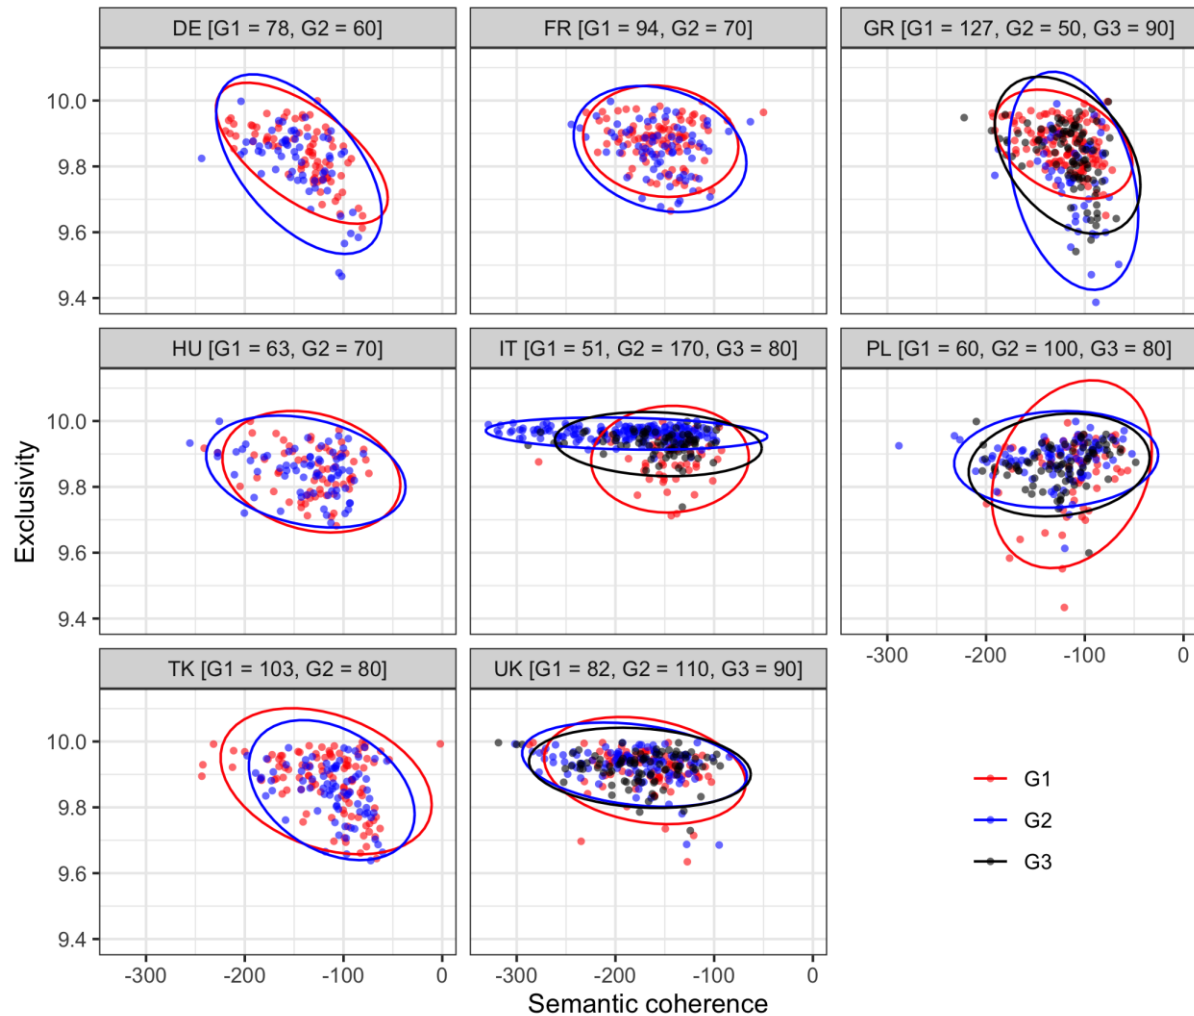 DE [G1 = 78, G2 = 60]
FR [G1 = 94, G2 = 70]
GR [G1 = 127, G2 = 50, G3 = 90]
10.0
9.8
9.6
9.4
HU [G1 = 63, G2 = 70]
IT [G1 = 51, G2 = 170, G3 = 80]
PL [G1 = 60, G2 = 100, G3 = 80]
10.0
9.8
9.6
9.4
Exclusivity
-300 -200 -100 0
TK [G1 = 103, G2 = 80]
UK [G1 = 82, G2 = 110, G3 = 90]
10.0
9.8
9.6
9.4
G1
G2
G3
-300 -200 -100 0
-300 -200 -100 0
Semantic coherence